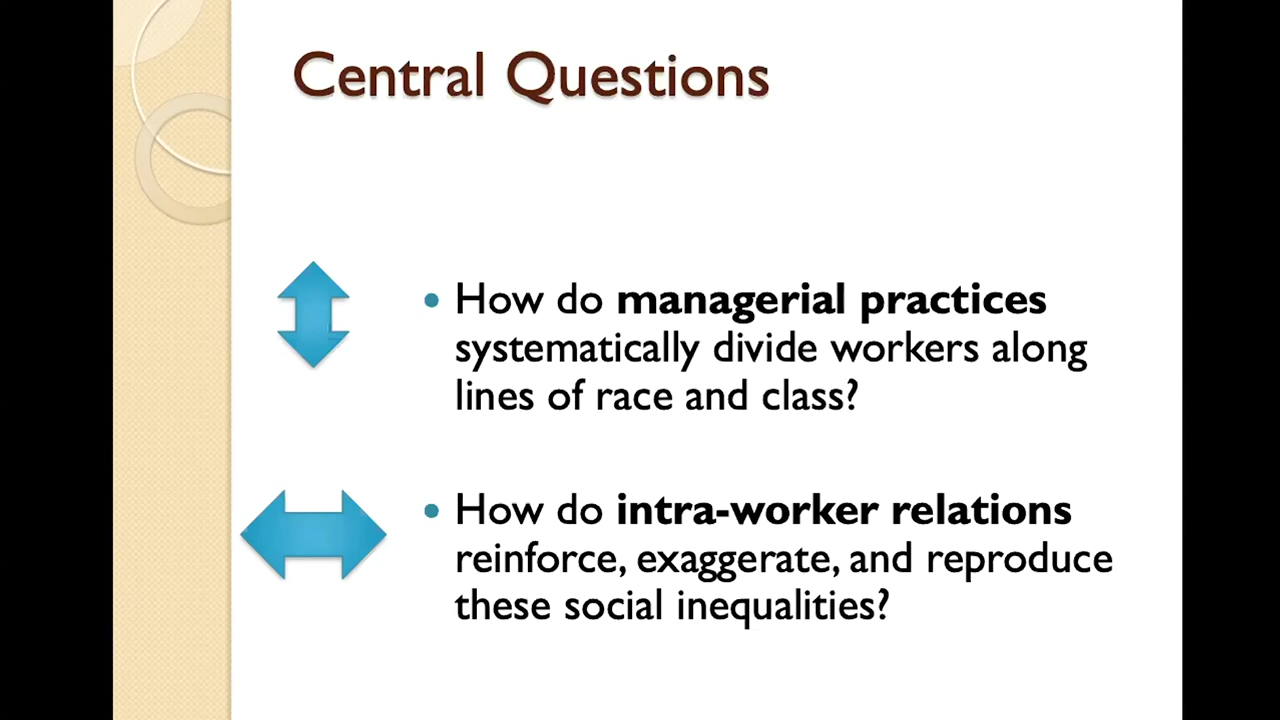 Central Questions
• How do managerial practices
systematically divide workers along
lines of race and class?
• How do intra-worker relations
reinforce, exaggerate, and reproduce
these social inequalities?